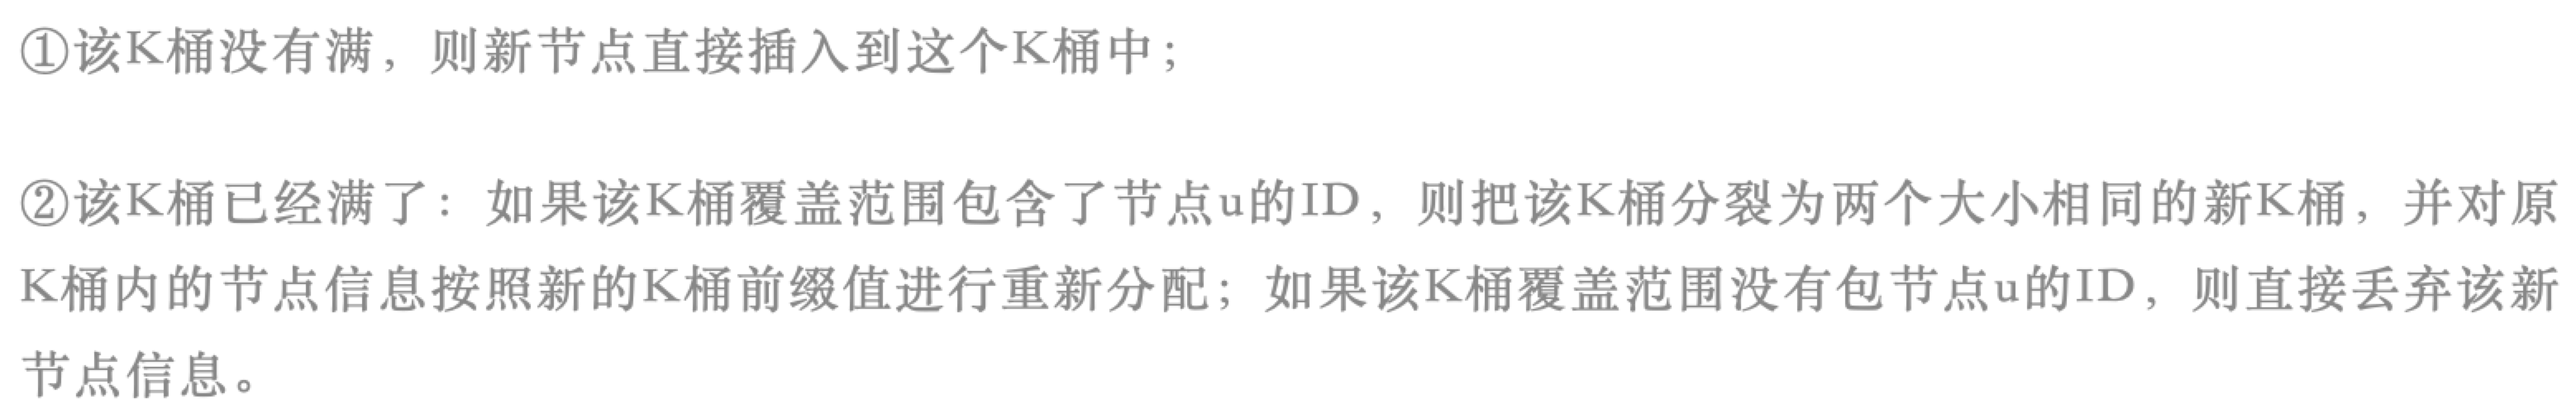 ①该K桶没有满，则新节点直接插入到这个K桶中；
②该K桶已经满了：如果该K桶覆盖范围包含了节点u的ID，则把该K桶分裂为两个大小相同的新K桶，并对原
K桶内的节点信息按照新的K桶前缀值进行重新分配；如果该K桶覆盖范围没有包节点u的ID，则直接丢弃该新
节点信息。